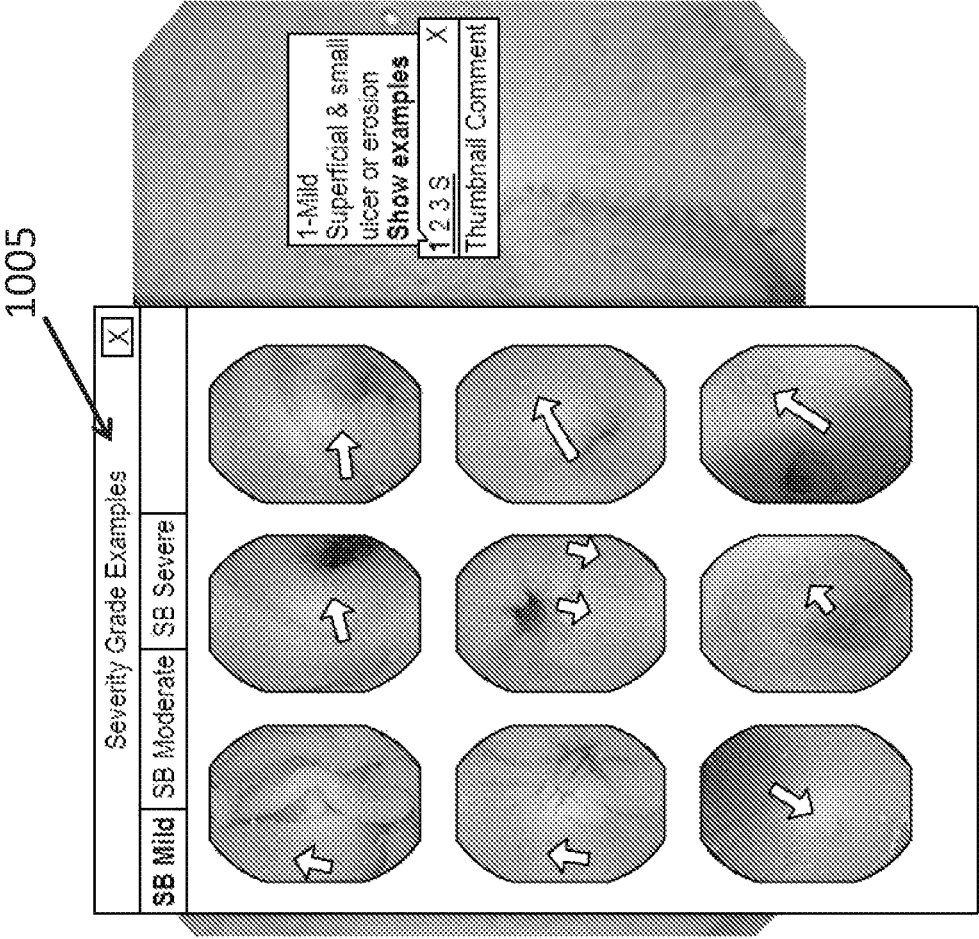 1005
Severity Grade Examples X
SB Mild SB Moderate SB Severe
1-Mild
Superficial & small
ulcer or erosion
Show examples
1 2 3 S X
Thumbnail Comment